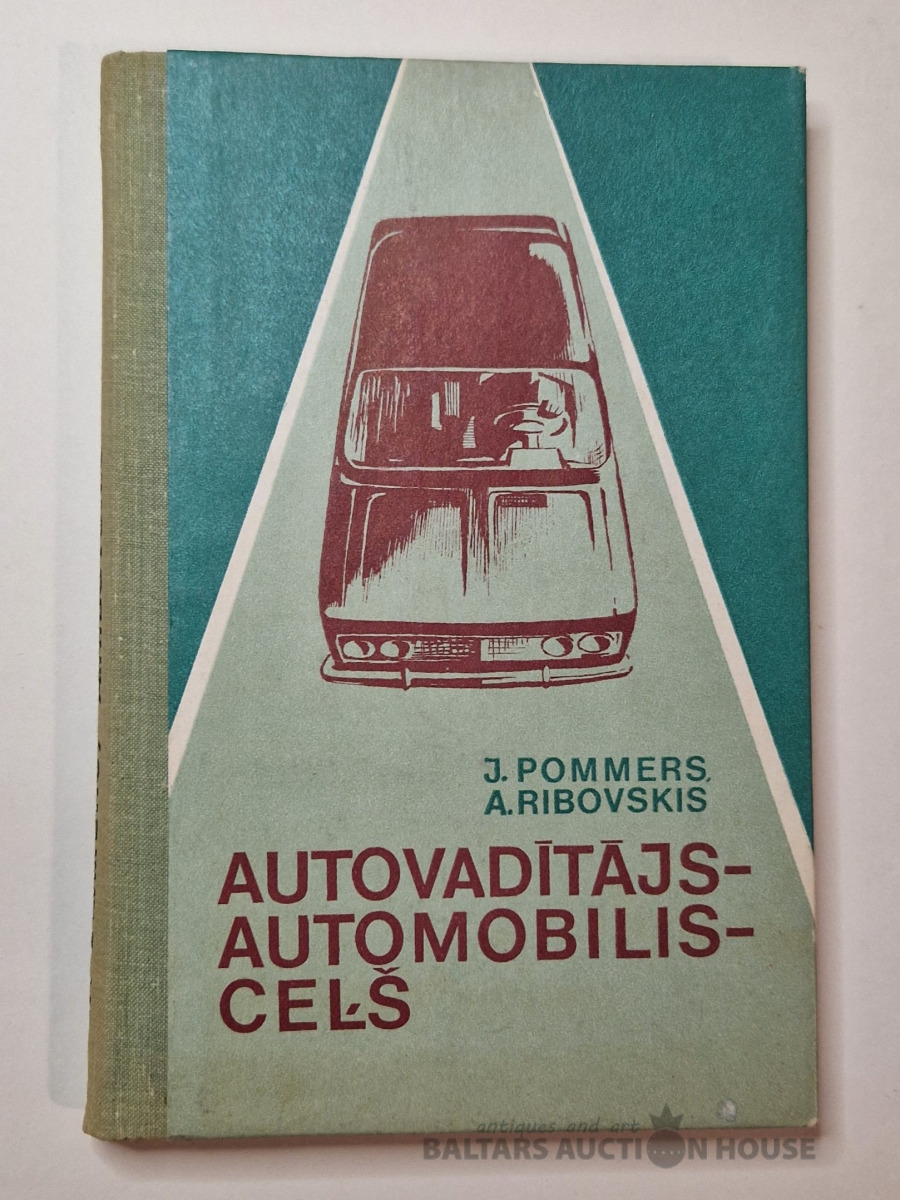 J. POMMERS,
A. RIBOVSKIS
AUTOVADĪTĀJS-
AUTOMOBILIS-
CEĻŠ
antiques and art
BALTARS AUCTION HOUSE